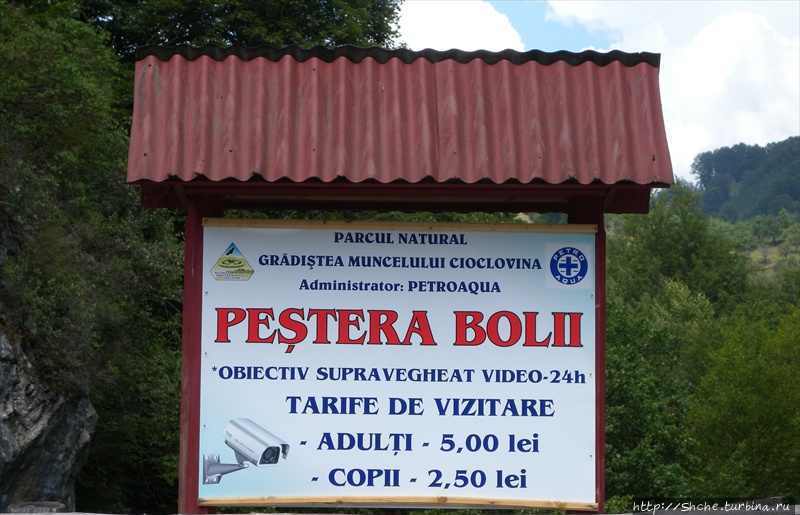 PARCUL NATURAL
GRĂDIȘTEA MUNCELULUI CIOCLOVINA
Administrator: PETROAQUA
PETRO
AQUA
PEȘTERA BOLII
*OBIECTIV SUPRAVEGHEAT VIDEO-24h
TARIFE DE VIZITARE
- ADULȚI - 5,00 lei
- COPII - 2,50 lei
http://Shche.turbina.ru